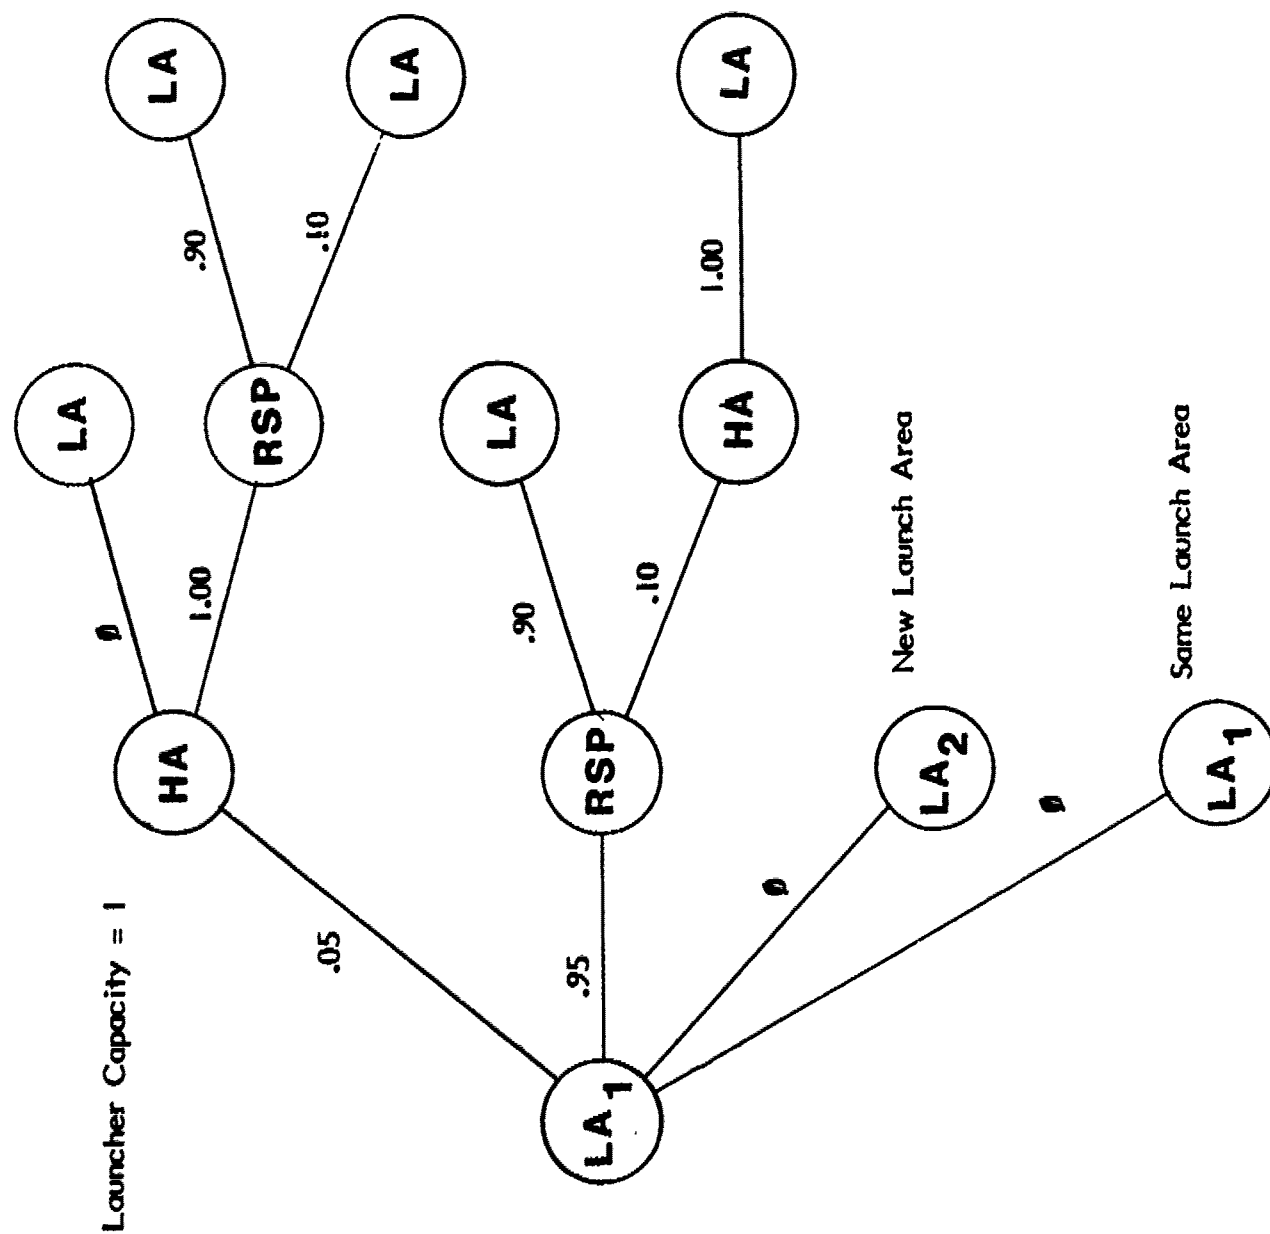 Launcher Capacity = 1
LA
LA
.90
Ø
HA
1.00
RSP
.10
LA
.05
LA
.90
LA₁
.95
RSP
.10
HA
1.00
LA
Ø
LA₂
New Launch Area
Ø
LA₁
Same Launch Area